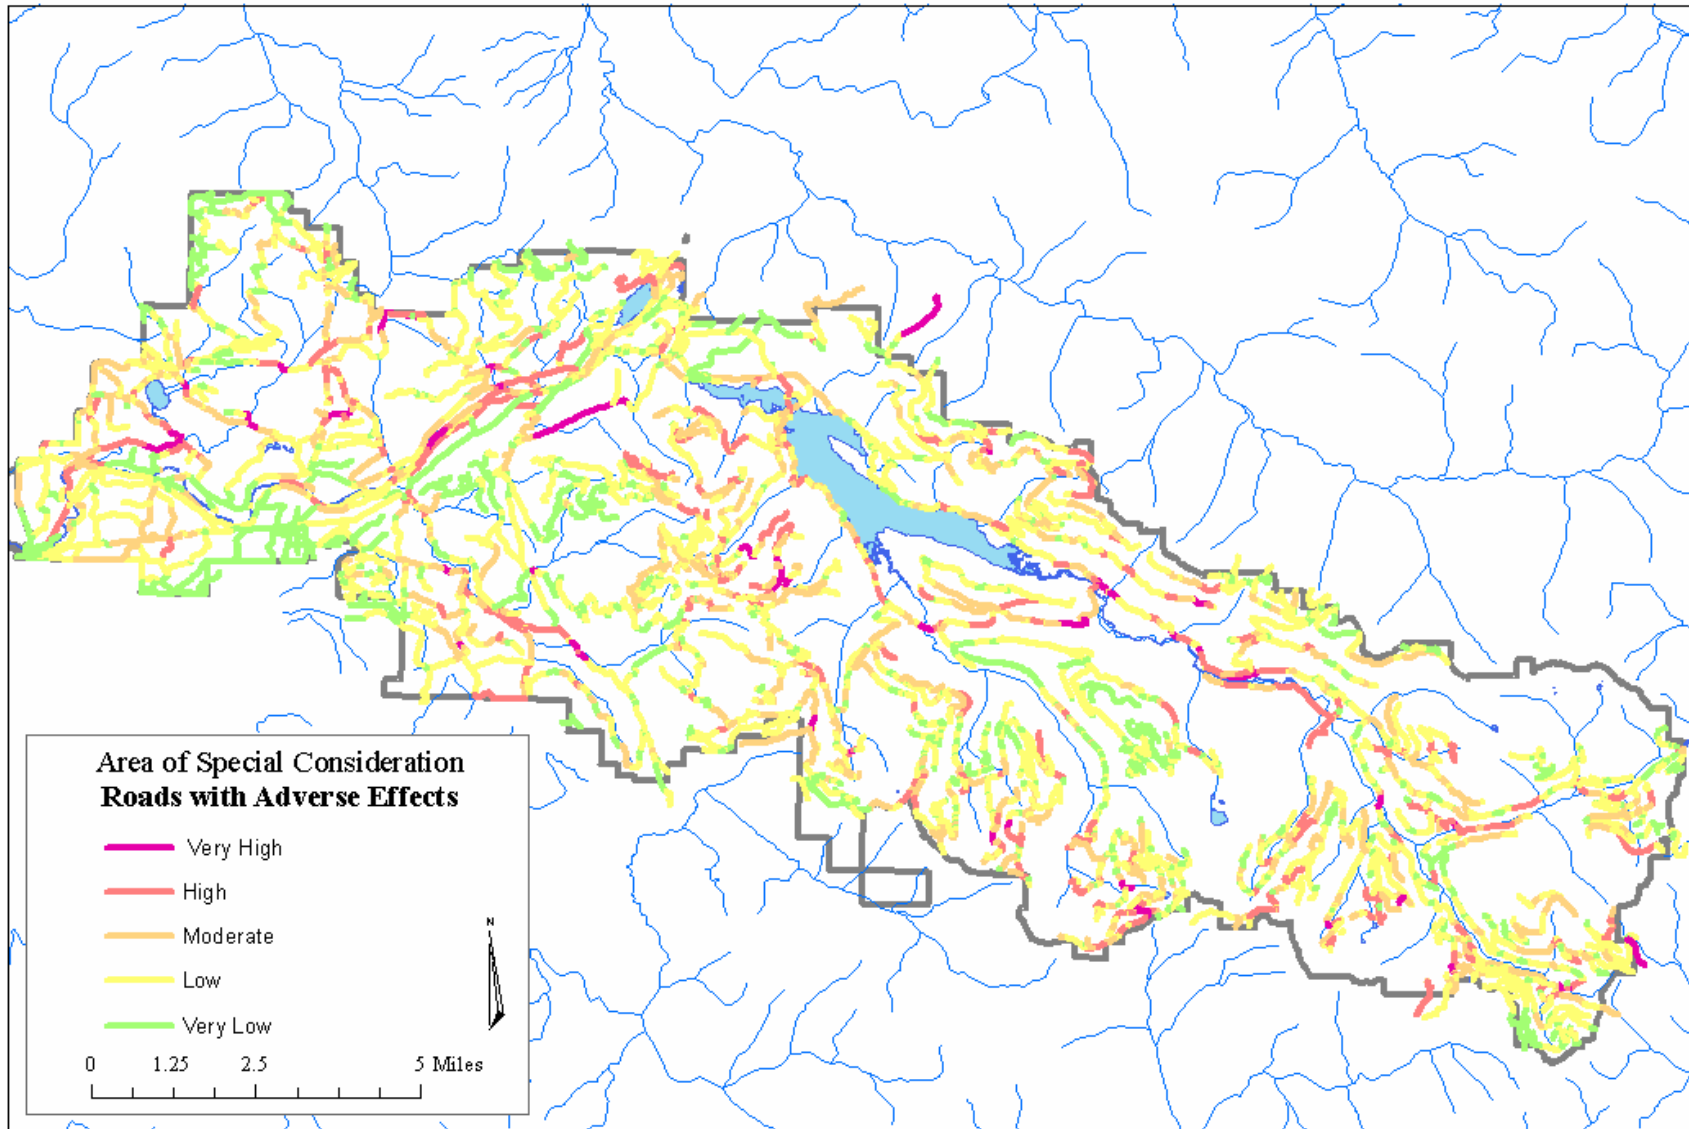 Area of Special Consideration
Roads with Adverse Effects
Very High
High
Moderate
Low
Very Low
N
0 1.25 2.5 5 Miles